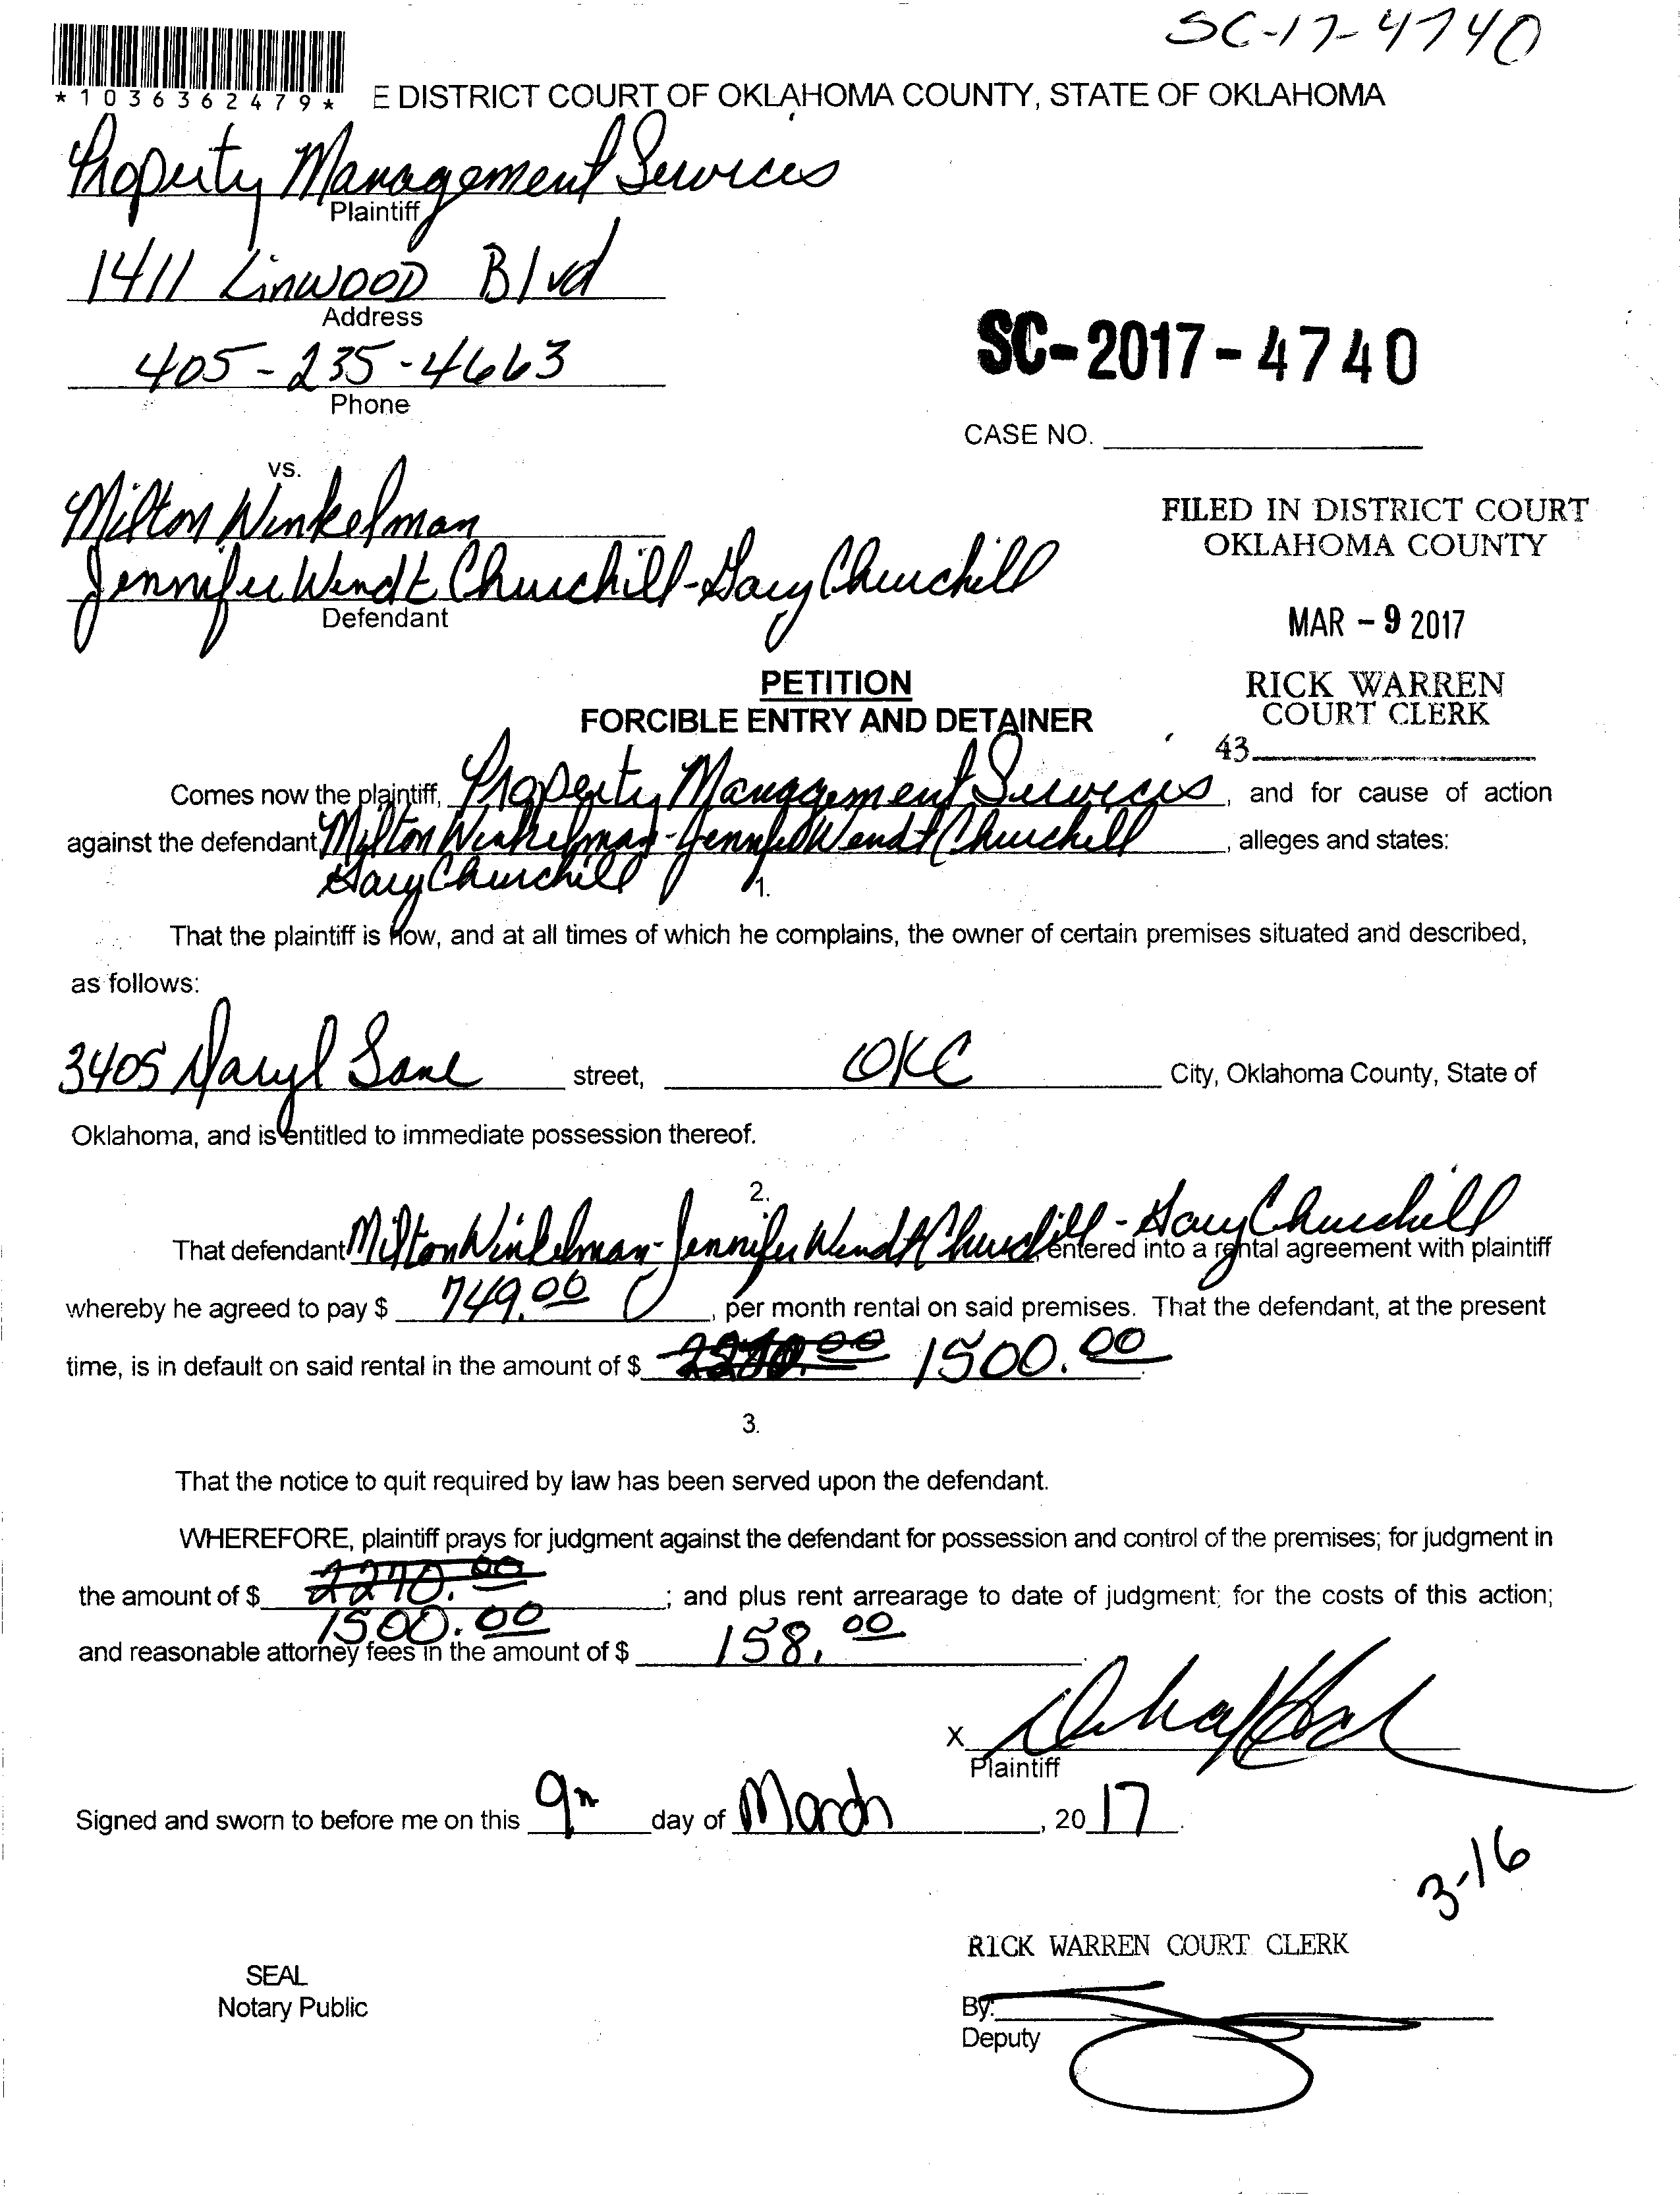 SC-17-4740
*1036362479*
E DISTRICT COURT OF OKLAHOMA COUNTY, STATE OF OKLAHOMA
Property Management Services
Plaintiff
1411 Linwood Blvd
Address
405-235-4663
Phone
SC-2017-4740
CASE NO.
vs.
Milton Winkelman
Jennifer Wendt Churchill-Gary Churchill
Defendant
FILED IN DISTRICT COURT
OKLAHOMA COUNTY
MAR - 9 2017
RICK WARREN
COURT CLERK
43
PETITION
FORCIBLE ENTRY AND DETAINER
Comes now the plaintiff, Property Management Services, and for cause of action
against the defendant Milton Winkelman-Jennifer Wendt Churchill, alleges and states:
Gary Churchill
1.
That the plaintiff is now, and at all times of which he complains, the owner of certain premises situated and described,
as follows:
3405 Daryl Lane street, OKC City, Oklahoma County, State of
Oklahoma, and is entitled to immediate possession thereof.
2.
That defendant Milton Winkelman-Jennifer Wendt Churchill-Gary Churchill entered into a rental agreement with plaintiff
whereby he agreed to pay $ 749.00, per month rental on said premises. That the defendant, at the present
time, is in default on said rental in the amount of $ 1500.00
3.
That the notice to quit required by law has been served upon the defendant.
WHEREFORE, plaintiff prays for judgment against the defendant for possession and control of the premises; for judgment in
the amount of $ 2270.00; and plus rent arrearage to date of judgment; for the costs of this action;
1500.00
and reasonable attorney fees in the amount of $ 158.00.
X
Plaintiff
Signed and sworn to before me on this 9th day of March, 2017.
3-16
RICK WARREN COURT CLERK
SEAL
Notary Public
By:
Deputy